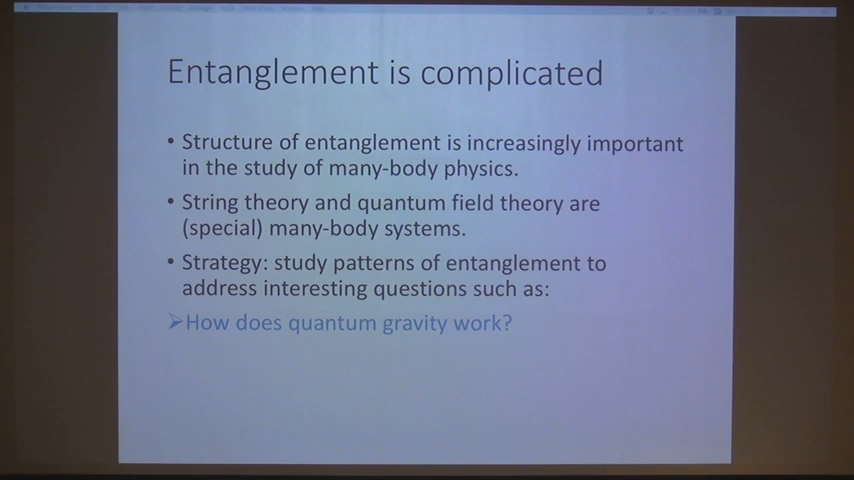 Entanglement is complicated
• Structure of entanglement is increasingly important
in the study of many-body physics.
• String theory and quantum field theory are
(special) many-body systems.
• Strategy: study patterns of entanglement to
address interesting questions such as:
➢How does quantum gravity work?